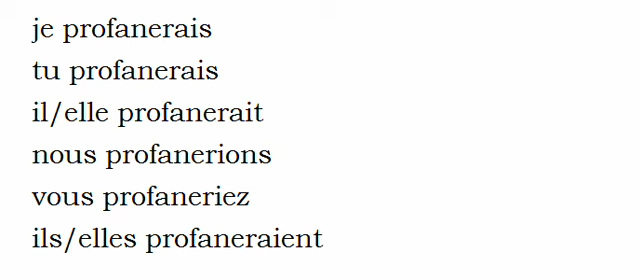 je profanerais
tu profanerais
il/elle profanerait
nous profanerions
vous profaneriez
ils/elles profaneraient